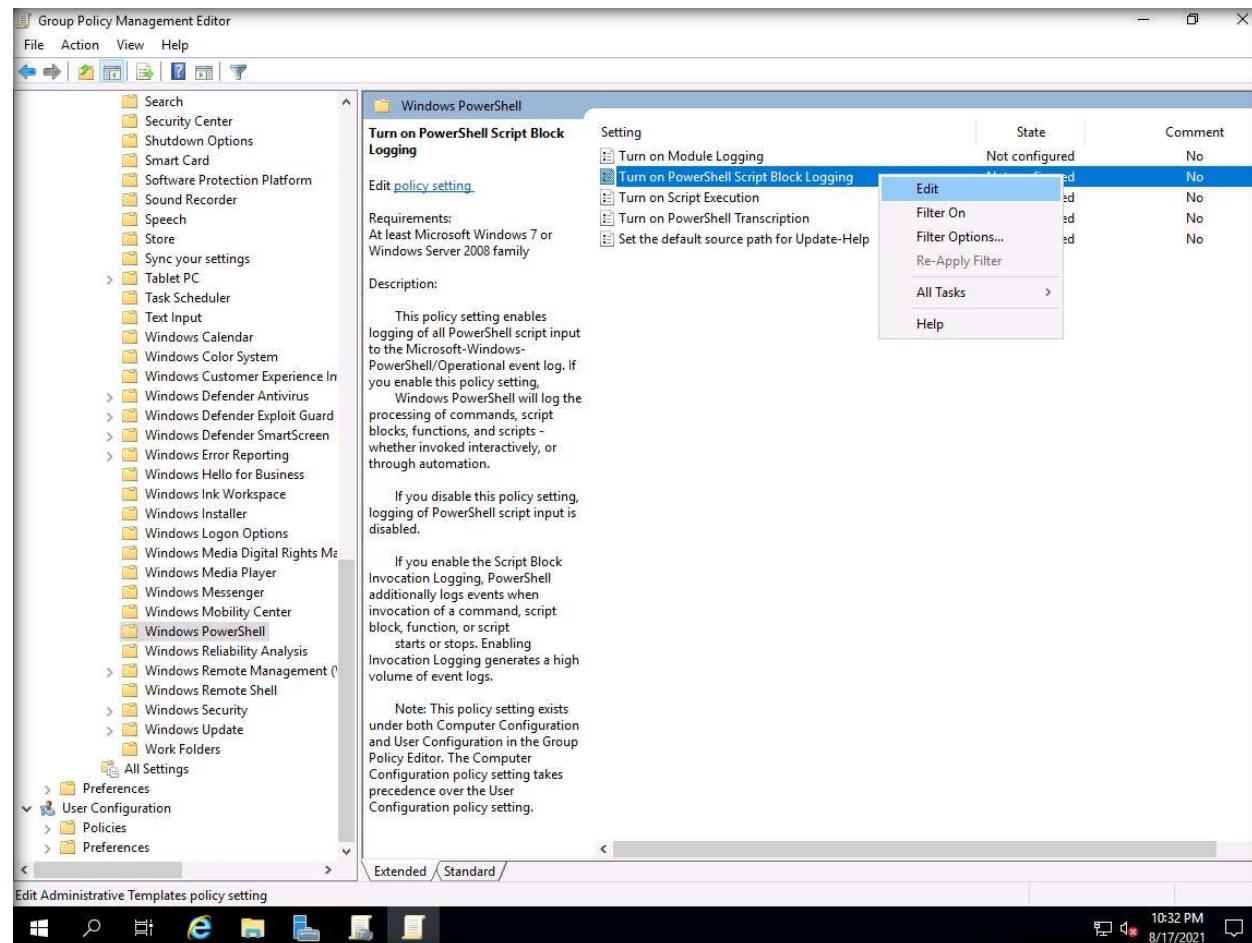 Group Policy Management Editor
File Action View Help
Search
Security Center
Shutdown Options
Smart Card
Software Protection Platform
Sound Recorder
Speech
Store
Sync your settings
Tablet PC
Task Scheduler
Text Input
Windows Calendar
Windows Color System
Windows Customer Experience Im
Windows Defender Antivirus
Windows Defender Exploit Guard
Windows Defender SmartScreen
Windows Error Reporting
Windows Hello for Business
Windows Ink Workspace
Windows Installer
Windows Logon Options
Windows Media Digital Rights Ma
Windows Media Player
Windows Messenger
Windows Mobility Center
Windows PowerShell
Windows Reliability Analysis
Windows Remote Management (
Windows Remote Shell
Windows Security
Windows Update
Work Folders
All Settings
Preferences
User Configuration
Policies
Preferences
Windows PowerShell
Turn on PowerShell Script Block
Logging
Edit policy setting
Requirements:
At least Microsoft Windows 7 or
Windows Server 2008 family
Description:
This policy setting enables
logging of all PowerShell script input
to the Microsoft-Windows-
PowerShell/Operational event log. If
you enable this policy setting,
Windows PowerShell will log the
processing of commands, script
blocks, functions, and scripts -
whether invoked interactively, or
through automation.
If you disable this policy setting,
logging of PowerShell script input is
disabled.
If you enable the Script Block
Invocation Logging, PowerShell
additionally logs events when
invocation of a command, script
block, function, or script
starts or stops. Enabling
Invocation Logging generates a high
volume of event logs.
Note: This policy setting exists
under both Computer Configuration
and User Configuration in the Group
Policy Editor. The Computer
Configuration policy setting takes
precedence over the User
Configuration policy setting.
Setting State Comment
Turn on Module Logging Not configured No
Turn on PowerShell Script Block Logging No
Turn on Script Execution ed No
Turn on PowerShell Transcription ed No
Set the default source path for Update-Help ed No
Edit
Filter On
Filter Options...
Re-Apply Filter
All Tasks
Help
Extended Standard
Edit Administrative Templates policy setting
10:32 PM
8/17/2021